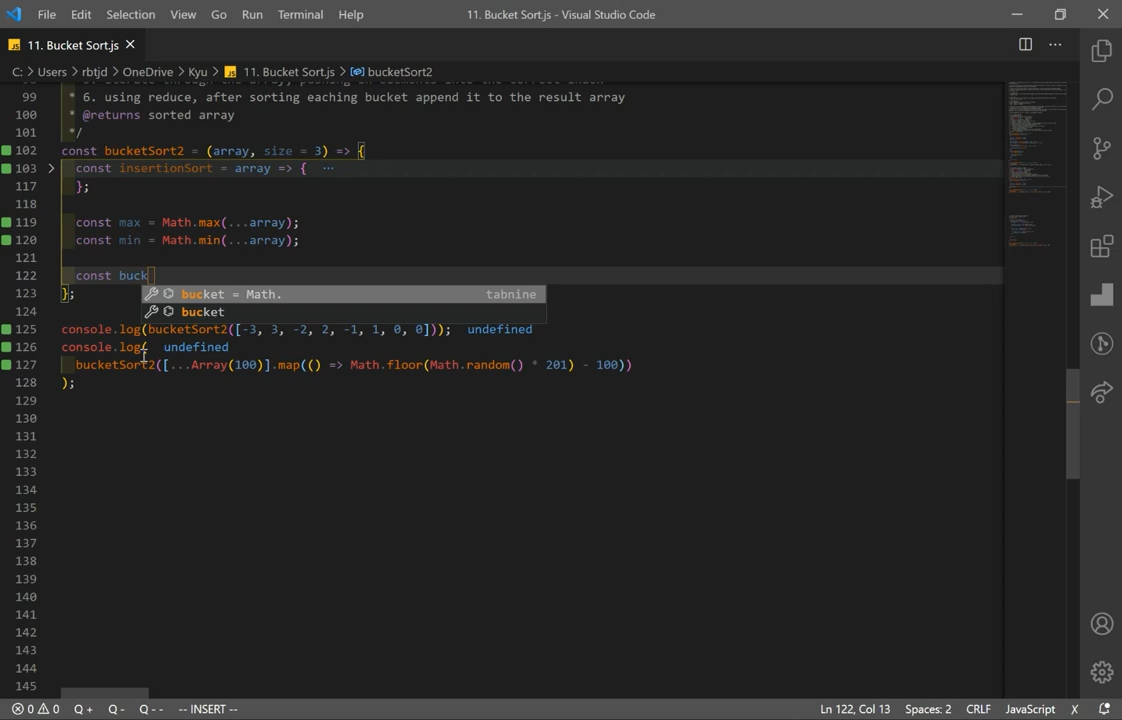 File Edit Selection View Go Run Terminal Help 11. Bucket Sort.js - Visual Studio Code
JS 11. Bucket Sort.js
C: > Users > rbtjd > OneDrive > Kyu > JS 11. Bucket Sort.js > bucketSort2
99 * 6. using reduce, after sorting eaching bucket append it to the result array
100 * @returns sorted array
101 */
102 const bucketSort2 = (array, size = 3) => {
103 const insertionSort = array => { ...
117 };
118
119 const max = Math.max(...array);
120 const min = Math.min(...array);
121
122 const buck
bucket = Math. tabnine
123 };
bucket
124
125 console.log(bucketSort2([-3, 3, -2, 2, -1, 1, 0, 0])); undefined
126 console.log( undefined
127 bucketSort2([...Array(100)].map(() => Math.floor(Math.random() * 201) - 100))
128 );
129
130
131
132
133
134
135
136
137
138
139
140
141
142
143
144
145
0 0 Q + Q - Q - - -- INSERT -- Ln 122, Col 13 Spaces: 2 CRLF JavaScript X